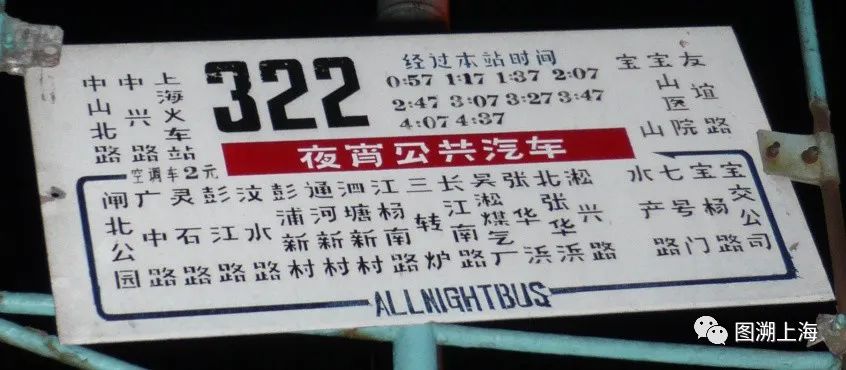 中山北路
中兴路
上海火车站
322
经过本站时间
0:57 1:17 1:37 2:07
2:47 3:07 3:27 3:47
4:07 4:37
宝山
宝山医院
友谊路
空调车2元
夜宵公共汽车
闸北公园
广中路
灵石路
彭江路
汶水路
彭浦新村
通河新村
泗塘新村
江杨南路
三转炉
长江南路
吴淞煤气厂
张华浜
北张华浜
淞兴路
水产路
七号门
宝杨路
宝交公司
ALLNIGHTBUS
图溯上海